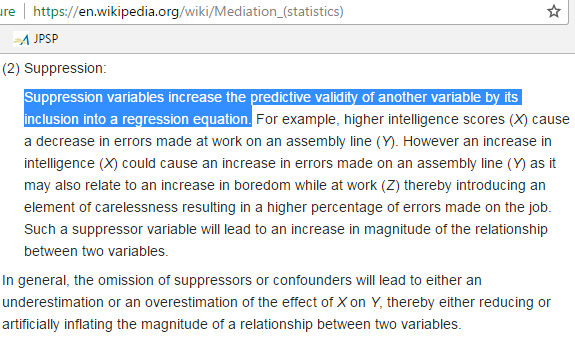 ure | https://en.wikipedia.org/wiki/Mediation_(statistics)
JPSP
(2) Suppression:
Suppression variables increase the predictive validity of another variable by its
inclusion into a regression equation. For example, higher intelligence scores (X) cause
a decrease in errors made at work on an assembly line (Y). However an increase in
intelligence (X) could cause an increase in errors made on an assembly line (Y) as it
may also relate to an increase in boredom while at work (Z) thereby introducing an
element of carelessness resulting in a higher percentage of errors made on the job.
Such a suppressor variable will lead to an increase in magnitude of the relationship
between two variables.
In general, the omission of suppressors or confounders will lead to either an
underestimation or an overestimation of the effect of X on Y, thereby either reducing or
artificially inflating the magnitude of a relationship between two variables.